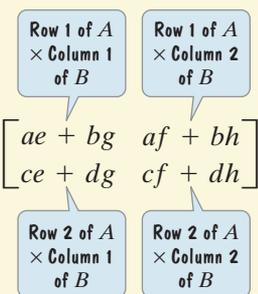 Row 1 of A
× Column 1
of B
Row 1 of A
× Column 2
of B
[ae + bg af + bh
ce + dg cf + dh]
Row 2 of A
× Column 1
of B
Row 2 of A
× Column 2
of B